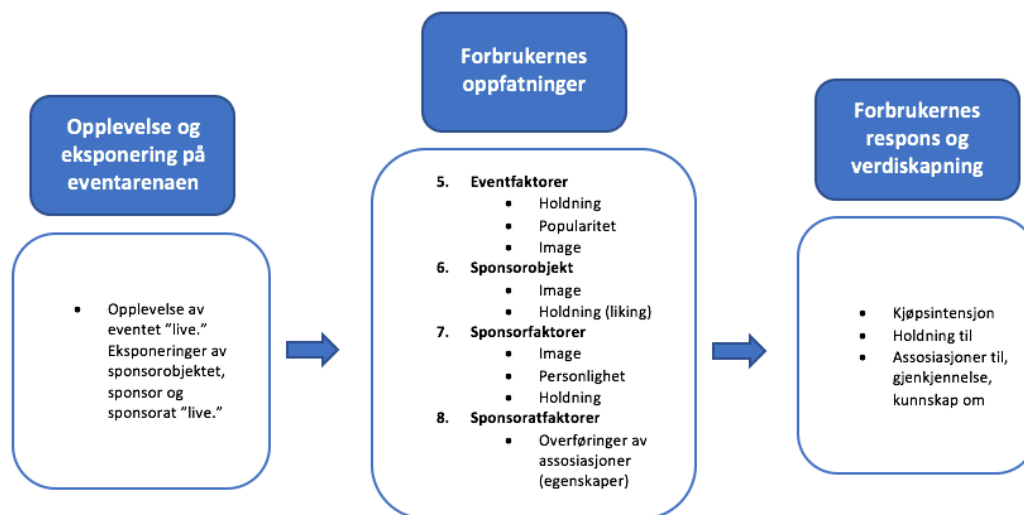 Opplevelse og
eksponering på
eventarenaen
▪ Opplevelse av
eventet ”live.”
Eksponeringer av
sponsorobjektet,
sponsor og
sponsorat ”live.”
Forbrukernes
oppfatninger
5. Eventfaktorer
▪ Holdning
▪ Popularitet
▪ Image
6. Sponsorobjekt
▪ Image
▪ Holdning (liking)
7. Sponsorfaktorer
▪ Image
▪ Personlighet
▪ Holdning
8. Sponsoratfaktorer
▪ Overføringer av
assosiasjoner
(egenskaper)
Forbrukernes
respons og
verdiskapning
▪ Kjøpsintensjon
▪ Holdning til
▪ Assosiasjoner til,
gjenkjennelse,
kunnskap om